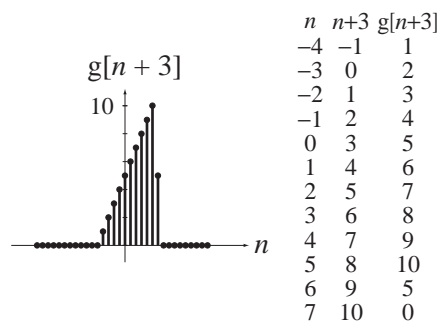 g[n + 3]
10
n
n n+3 g[n+3]
−4 −1 1
−3 0 2
−2 1 3
−1 2 4
0 3 5
1 4 6
2 5 7
3 6 8
4 7 9
5 8 10
6 9 5
7 10 0